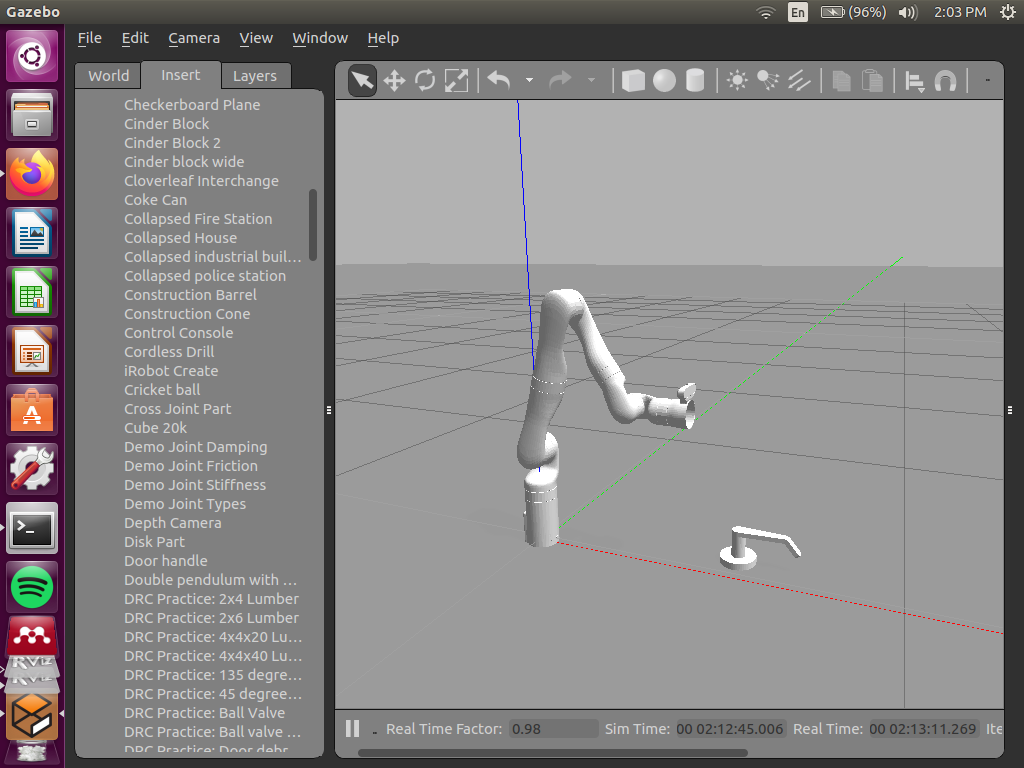 Gazebo
En
(96%)
2:03 PM
File Edit Camera View Window Help
World Insert Layers
Checkerboard Plane
Cinder Block
Cinder Block 2
Cinder block wide
Cloverleaf Interchange
Coke Can
Collapsed Fire Station
Collapsed House
Collapsed industrial buil...
Collapsed police station
Construction Barrel
Construction Cone
Control Console
Cordless Drill
iRobot Create
Cricket ball
Cross Joint Part
Cube 20k
Demo Joint Damping
Demo Joint Friction
Demo Joint Stiffness
Demo Joint Types
Depth Camera
Disk Part
Door handle
Double pendulum with ...
DRC Practice: 2x4 Lumber
DRC Practice: 2x6 Lumber
DRC Practice: 4x4x20 Lu...
DRC Practice: 4x4x40 Lu...
DRC Practice: 135 degre...
DRC Practice: 45 degree...
DRC Practice: Ball Valve
DRC Practice: Ball valve ...
DRC Practice: Door debr
Real Time Factor: 0.98 Sim Time: 00 02:12:45.006 Real Time: 00 02:13:11.269 Ite